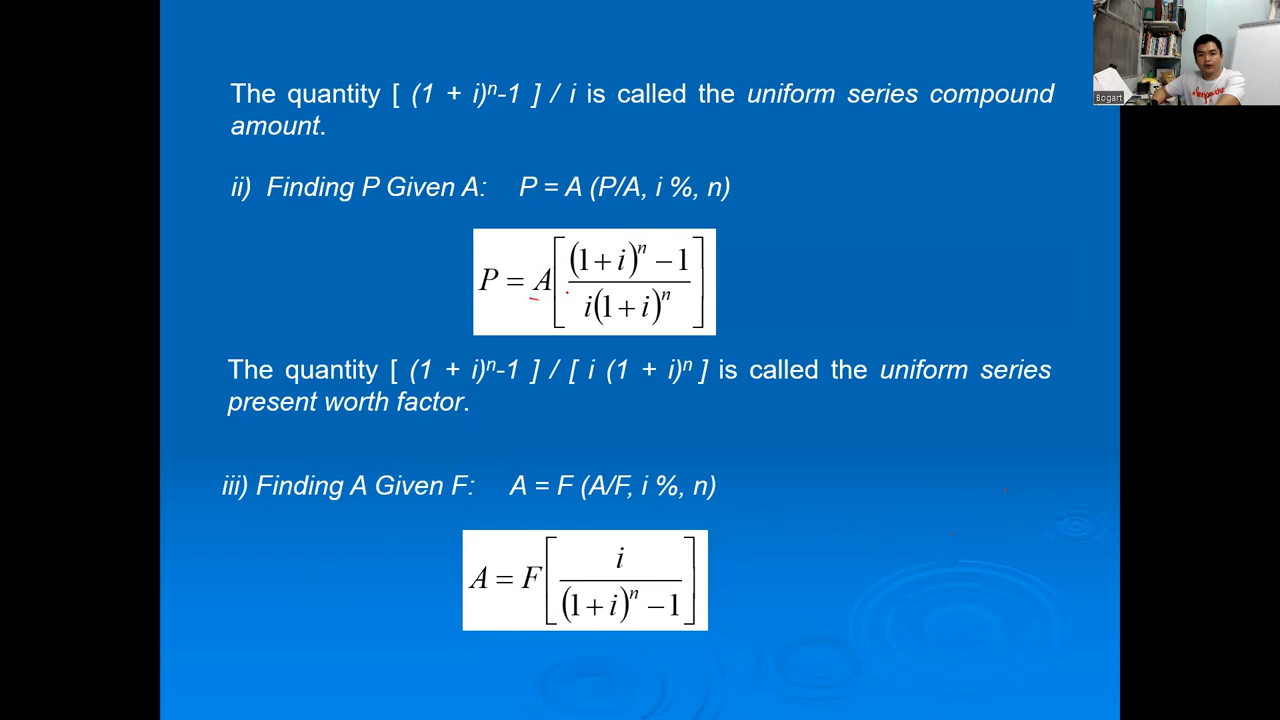 The quantity [ (1 + i)ⁿ-1 ] / i is called the uniform series compound
amount.
ii) Finding P Given A: P = A (P/A, i %, n)
P = A[((1+i)ⁿ − 1)/(i(1+i)ⁿ)]
The quantity [ (1 + i)ⁿ-1 ] / [ i (1 + i)ⁿ ] is called the uniform series
present worth factor.
iii) Finding A Given F: A = F (A/F, i %, n)
A = F[i/((1+i)ⁿ − 1)]
Bogart